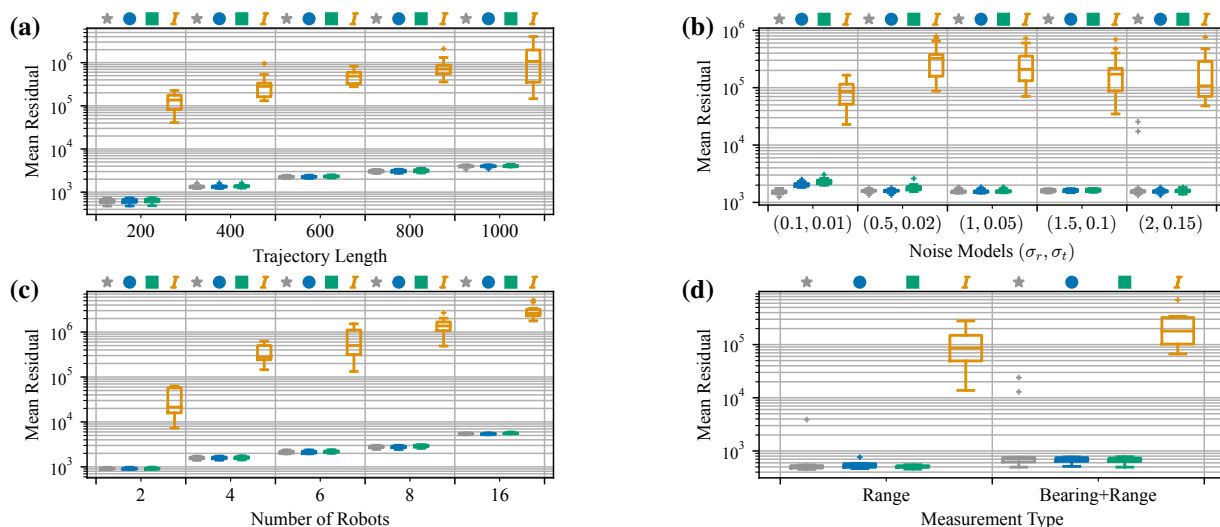 (a)
Mean Residual
10^6
10^5
10^4
10^3
200 400 600 800 1000
Trajectory Length
(b)
Mean Residual
10^6
10^5
10^4
10^3
(0.1, 0.01) (0.5, 0.02) (1, 0.05) (1.5, 0.1) (2, 0.15)
Noise Models (σ_r, σ_t)
(c)
Mean Residual
10^6
10^5
10^4
10^3
2 4 6 8 16
Number of Robots
(d)
Mean Residual
10^5
10^4
10^3
Range Bearing+Range
Measurement Type